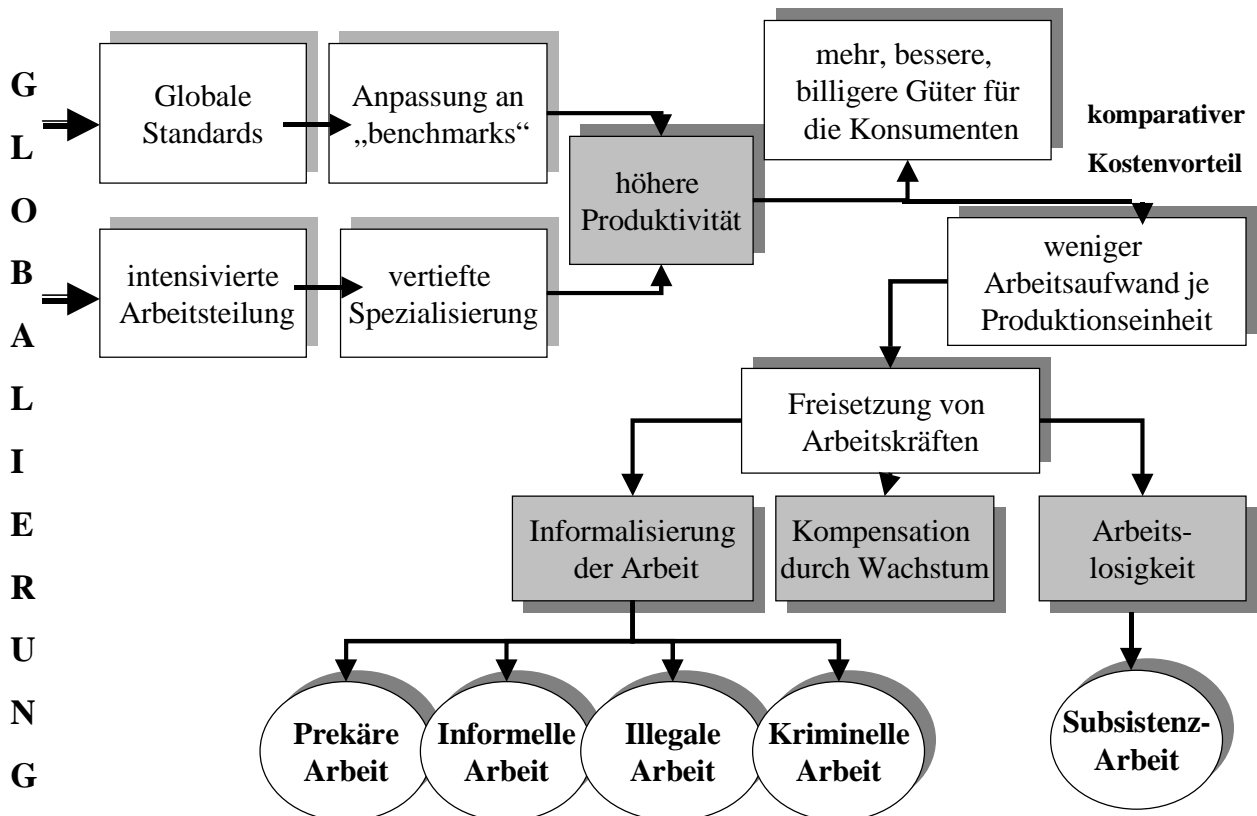 GLOBALIERUNG
Globale
Standards
Anpassung an
„benchmarks“
höhere
Produktivität
mehr, bessere,
billigere Güter für
die Konsumenten
komparativer
Kostenvorteil
intensivierte
Arbeitsteilung
vertiefte
Spezialisierung
weniger
Arbeitsaufwand je
Produktionseinheit
Freisetzung von
Arbeitskräften
Informalisierung
der Arbeit
Kompensation
durch Wachstum
Arbeits-
losigkeit
Prekäre
Arbeit
Informelle
Arbeit
Illegale
Arbeit
Kriminelle
Arbeit
Subsistenz-
Arbeit